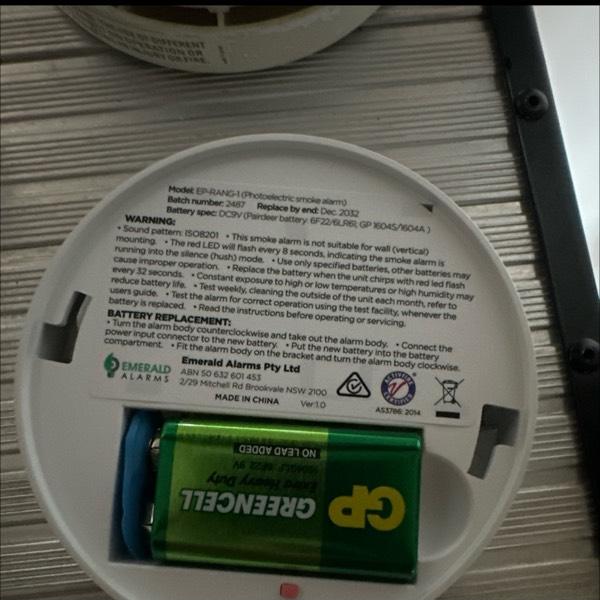 OF DIFFERENT
OPERATION OR
INJURY OR FIRE.
Model: EP-RANG-1 (Photoelectric smoke alarm)
Batch number: 2487 Replace by end: Dec. 2032
Battery spec: DC9V (Pairdeer battery: 6F22/6LR61; GP 1604S/1604A )
WARNING:
• Sound pattern: ISO8201 • This smoke alarm is not suitable for wall (vertical)
mounting. • The red LED will flash every 8 seconds, indicating the smoke alarm is
running into the silence (hush) mode. • Use only specified batteries, other batteries may
cause improper operation. • Replace the battery when the unit chirps with red led flash
every 32 seconds. • Constant exposure to high or low temperatures or high humidity may
reduce battery life. • Test weekly, cleaning the outside of the unit each month, refer to
users guide. • Test the alarm for correct operation using the test facility, whenever the
battery is replaced. • Read the instructions before operating or servicing.
BATTERY REPLACEMENT:
• Turn the alarm body counterclockwise and take out the alarm body. • Connect the
power input connector to the new battery. • Put the new battery into the battery
compartment. • Fit the alarm body on the bracket and turn the alarm body clockwise.
EMERALD
ALARMS
Emerald Alarms Pty Ltd
ABN 50 632 601 453
2/29 Mitchell Rd Brookvale NSW 2100
MADE IN CHINA Ver:1.0
ACTIVFIRE
CERTIFIED
AS3786: 2014
GP
GREENCELL
Extra Heavy Duty
6F22 9V
NO LEAD ADDED